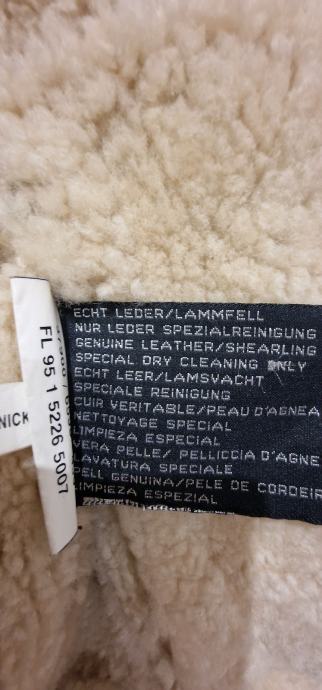 ECHT LEDER/LAMMFELL
NUR LEDER SPEZIALREINIGUNG
GENUINE LEATHER/SHEARLING
SPECIAL DRY CLEANING ONLY
ECHT LEER/LAMSVACHT
SPECIALE REINIGUNG
CUIR VERITABLE/PEAU D'AGNEA
NETTOYAGE SPECIAL
LIMPIEZA ESPECIAL
VERA PELLE/ PELLICCIA D'AGNE
LAVATURA SPECIALE
PELL GENUINA/PELE DE CORDEIR
LIMPIEZA ESPEZIAL
FL 95 1 5226 5007
NICK